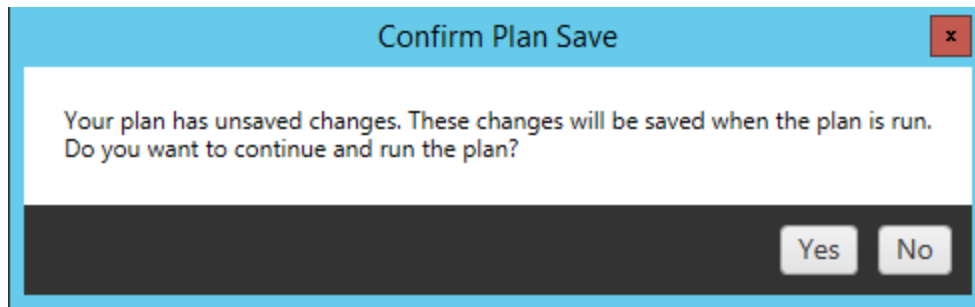 Confirm Plan Save
x
Your plan has unsaved changes. These changes will be saved when the plan is run.
Do you want to continue and run the plan?
Yes No